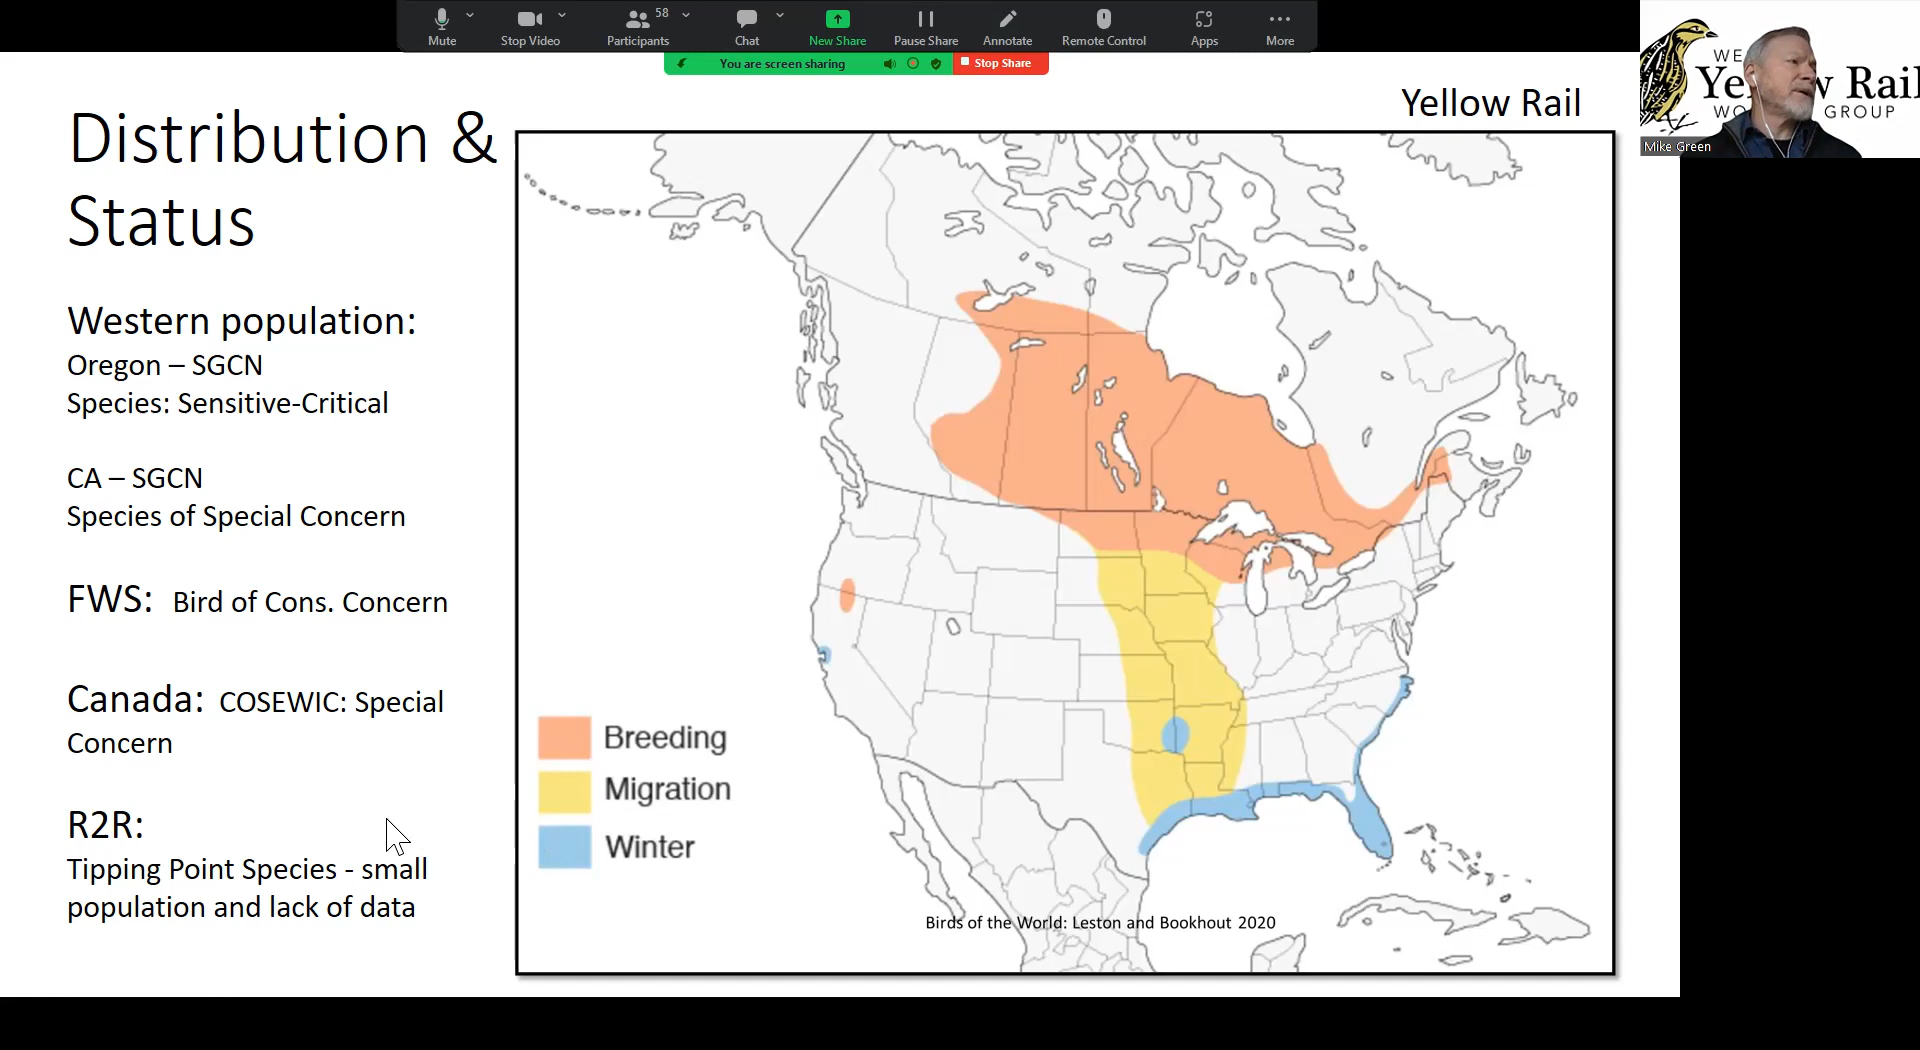 Mute
Stop Video
58
Participants
Chat
New Share
Pause Share
Annotate
Remote Control
Apps
More
You are screen sharing
Stop Share
Distribution &
Status
Yellow Rail
Western population:
Oregon – SGCN
Species: Sensitive-Critical
CA – SGCN
Species of Special Concern
FWS: Bird of Cons. Concern
Canada: COSEWIC: Special
Concern
R2R:
Tipping Point Species - small
population and lack of data
Breeding
Migration
Winter
Birds of the World: Leston and Bookhout 2020
Rail
GROUP
Mike Green